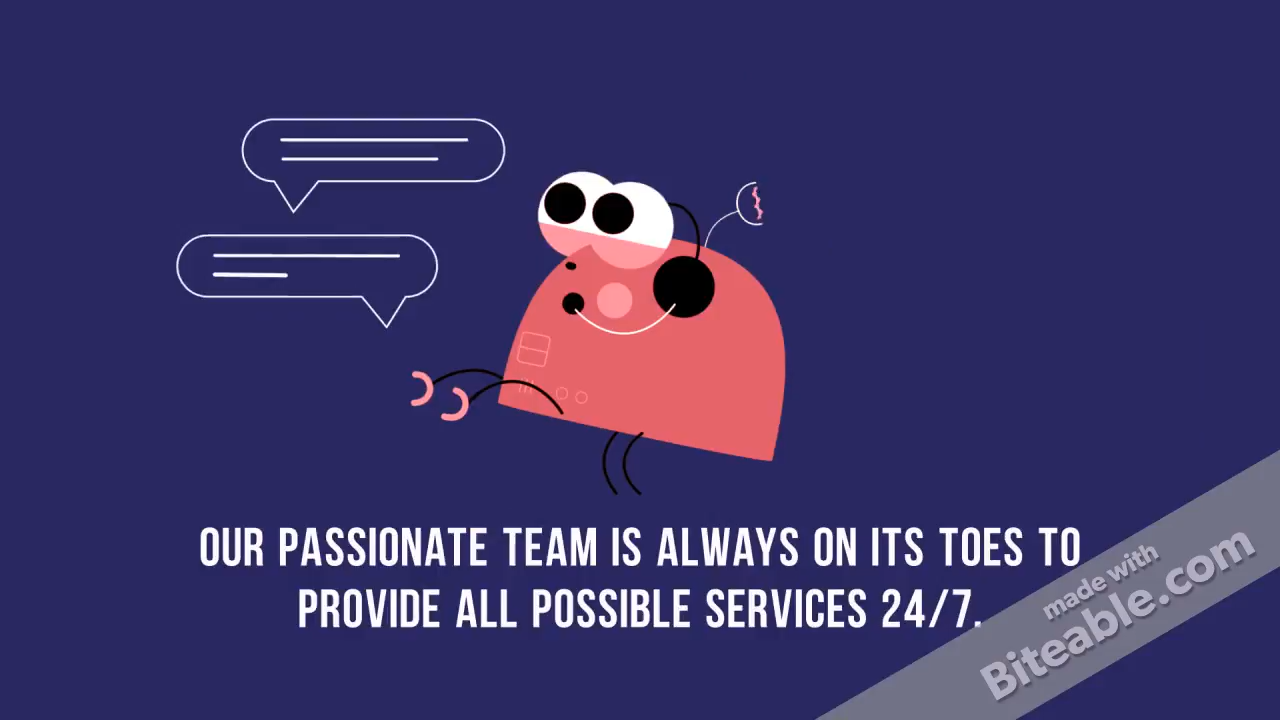 OUR PASSIONATE TEAM IS ALWAYS ON ITS TOES TO
PROVIDE ALL POSSIBLE SERVICES 24/7.
made with
Biteable.com